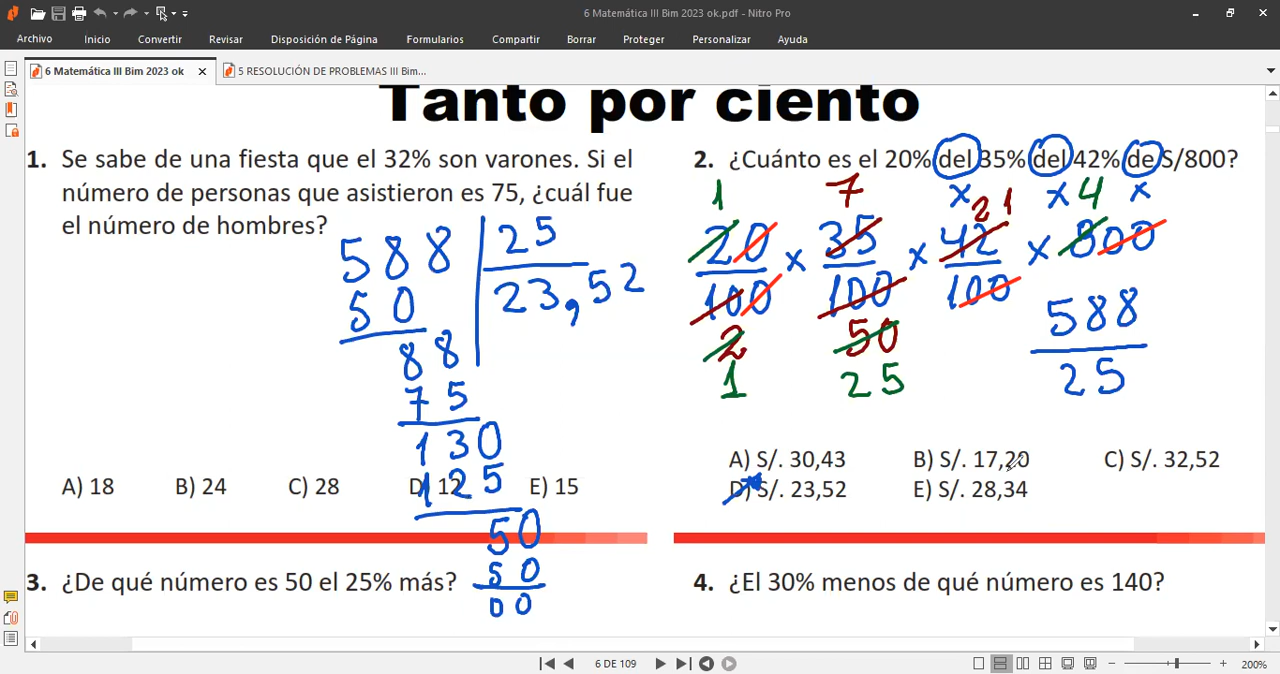 6 Matemática III Bim 2023 ok.pdf - Nitro Pro
Archivo Inicio Convertir Revisar Disposición de Página Formularios Compartir Borrar Proteger Personalizar Ayuda
6 Matemática III Bim 2023 ok × 5 RESOLUCIÓN DE PROBLEMAS III Bim...
Tanto por ciento
1. Se sabe de una fiesta que el 32% son varones. Si el
número de personas que asistieron es 75, ¿cuál fue
el número de hombres?
588 25
50 23,52
88
75
130
125
50
50
00
A) 18 B) 24 C) 28 D) 12 E) 15
2. ¿Cuánto es el 20% del 35% del 42% de S/800?
x x x
1 7 21 4
20 x 35 x 42 x 800
100 100 100
2 50
1 25
588
25
A) S/. 30,43 B) S/. 17,20 C) S/. 32,52
D) S/. 23,52 E) S/. 28,34
3. ¿De qué número es 50 el 25% más?
4. ¿El 30% menos de qué número es 140?
6 DE 109
200%